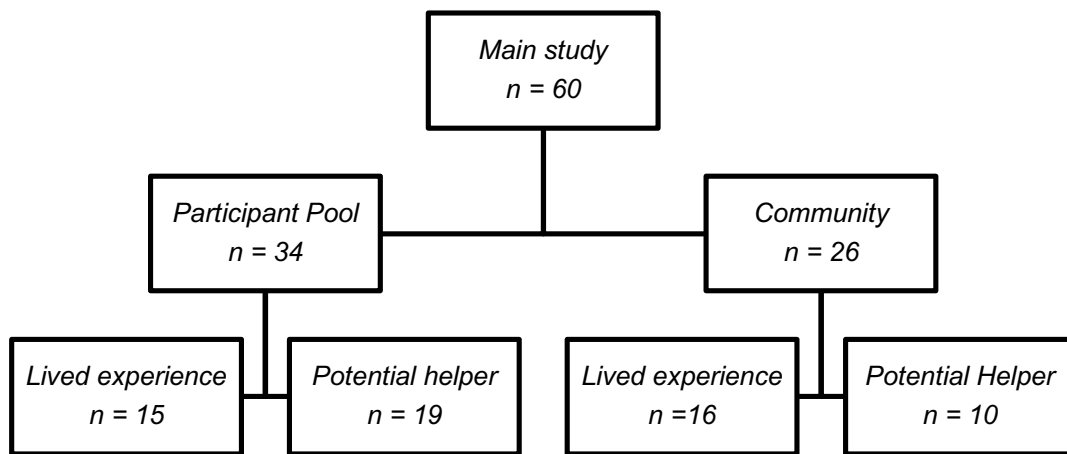 Main study
n = 60
Participant Pool
n = 34
Community
n = 26
Lived experience
n = 15
Potential helper
n = 19
Lived experience
n =16
Potential Helper
n = 10